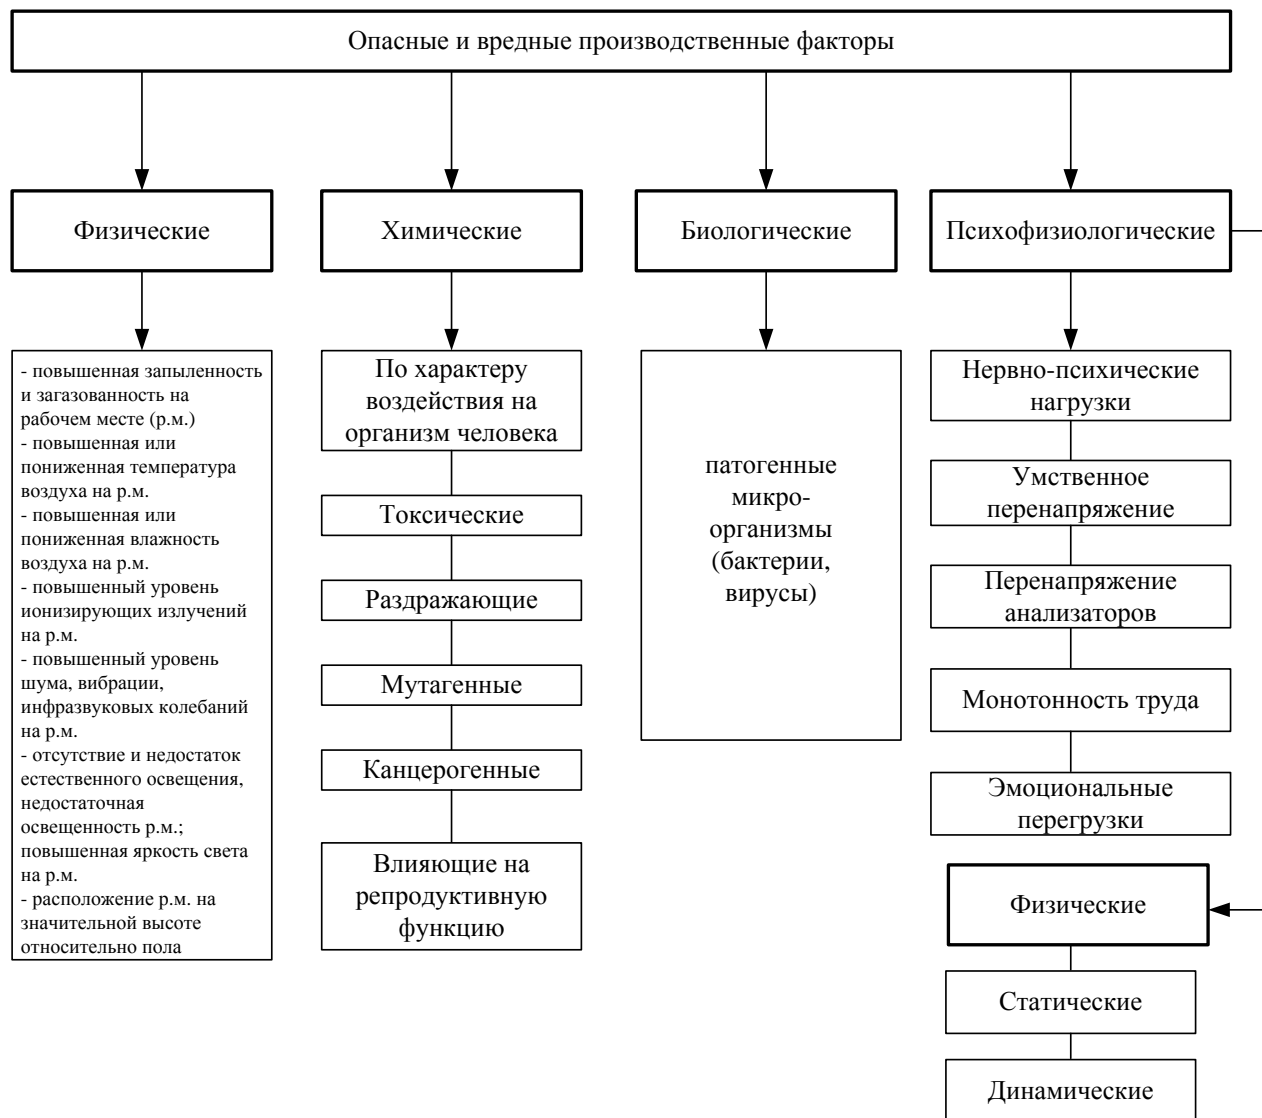 Опасные и вредные производственные факторы
Физические
Химические
Биологические
Психофизиологические
- повышенная запыленность
и загазованность на
рабочем месте (р.м.)
- повышенная или
пониженная температура
воздуха на р.м.
- повышенная или
пониженная влажность
воздуха на р.м.
- повышенный уровень
ионизирующих излучений
на р.м.
- повышенный уровень
шума, вибрации,
инфразвуковых колебаний
на р.м.
- отсутствие и недостаток
естественного освещения,
недостаточная
освещенность р.м.;
повышенная яркость света
на р.м.
- расположение р.м. на
значительной высоте
относительно пола
По характеру
воздействия на
организм человека
Токсические
Раздражающие
Мутагенные
Канцерогенные
Влияющие на
репродуктивную
функцию
патогенные
микро-
организмы
(бактерии,
вирусы)
Нервно-психические
нагрузки
Умственное
перенапряжение
Перенапряжение
анализаторов
Монотонность труда
Эмоциональные
перегрузки
Физические
Статические
Динамические